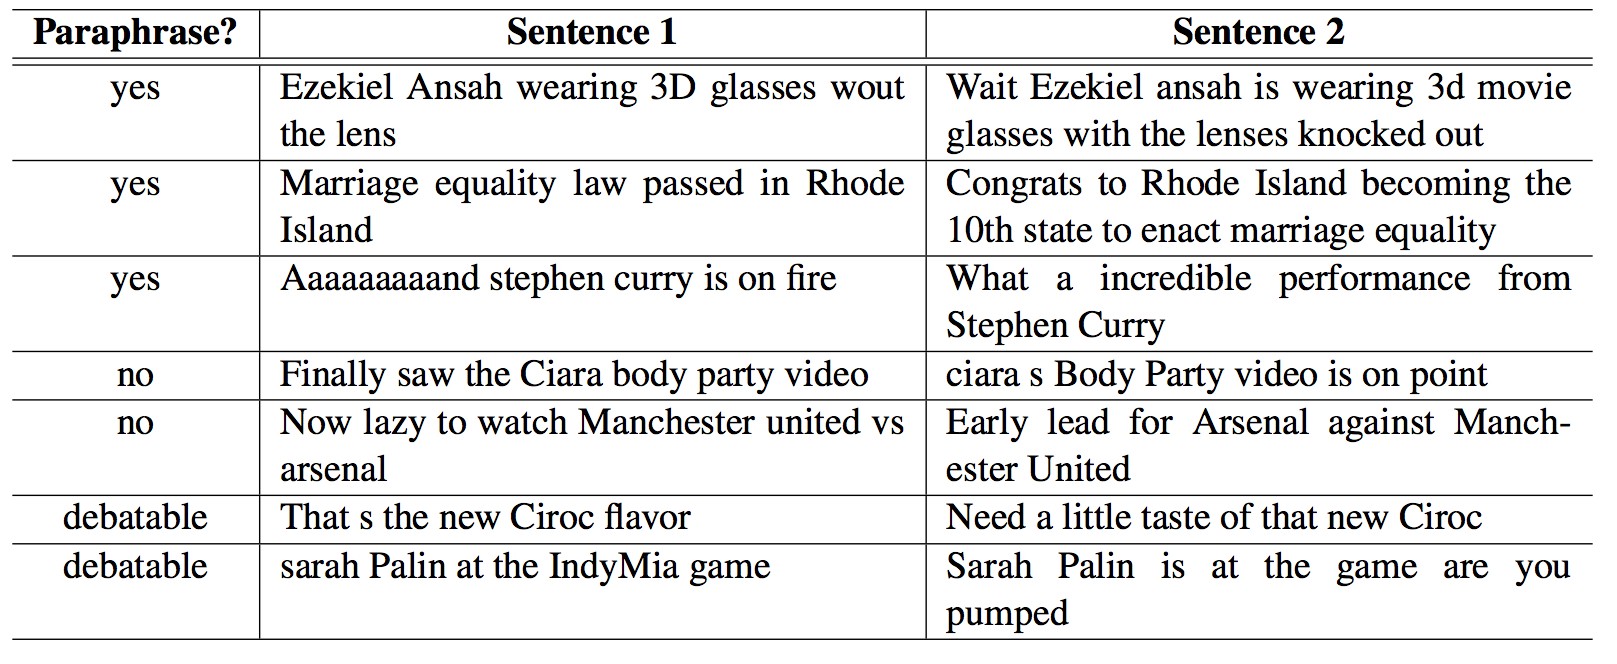 Paraphrase? Sentence 1 Sentence 2
yes Ezekiel Ansah wearing 3D glasses wout Wait Ezekiel ansah is wearing 3d movie
the lens glasses with the lenses knocked out
yes Marriage equality law passed in Rhode Congrats to Rhode Island becoming the
Island 10th state to enact marriage equality
yes Aaaaaaaaand stephen curry is on fire What a incredible performance from
Stephen Curry
no Finally saw the Ciara body party video ciara s Body Party video is on point
no Now lazy to watch Manchester united vs Early lead for Arsenal against Manch-
arsenal ester United
debatable That s the new Ciroc flavor Need a little taste of that new Ciroc
debatable sarah Palin at the IndyMia game Sarah Palin is at the game are you
pumped